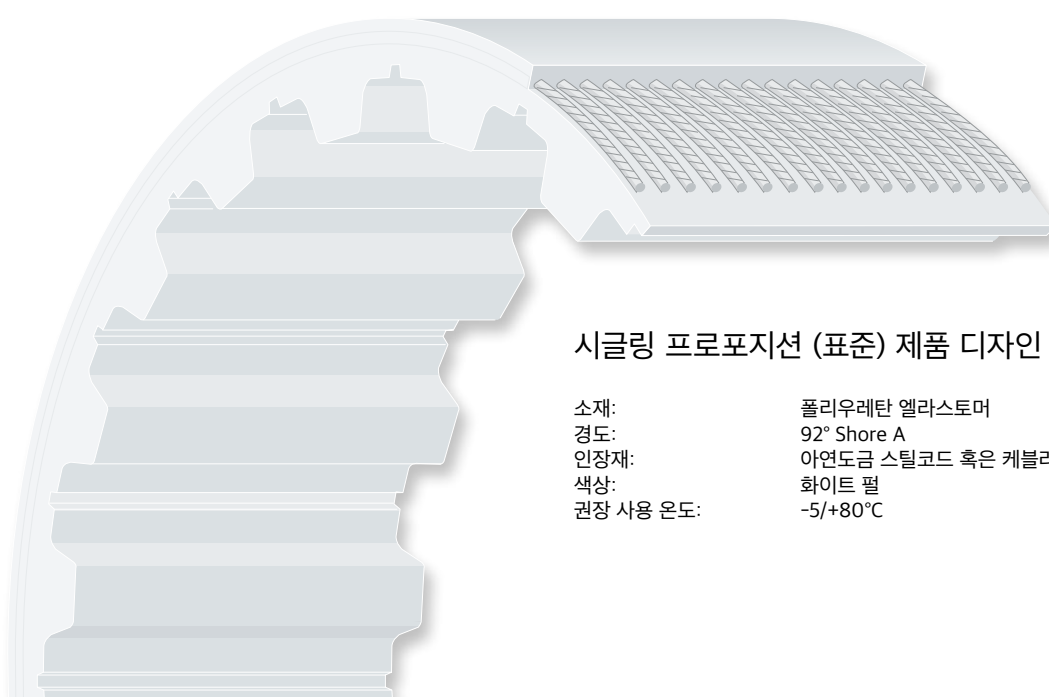 시글링 프로포지션 (표준) 제품 디자인
소재: 폴리우레탄 엘라스토머
경도: 92° Shore A
인장재: 아연도금 스틸코드 혹은
색상: 화이트 펄
권장 사용 온도: -5/+80°C